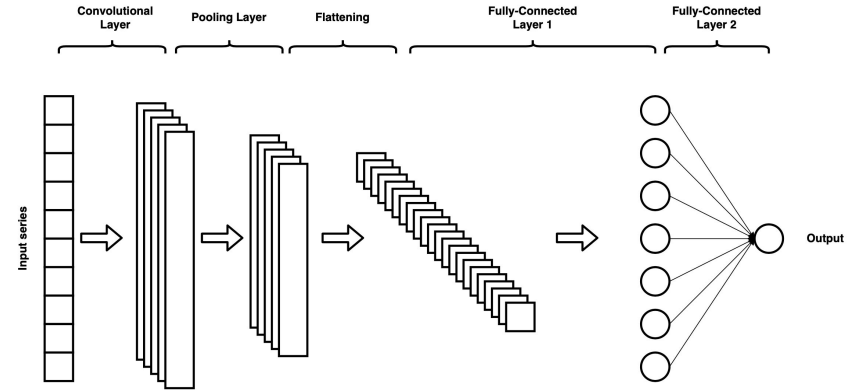 Convolutional
Layer
Pooling Layer
Flattening
Fully-Connected
Layer 1
Fully-Connected
Layer 2
Input series
Output